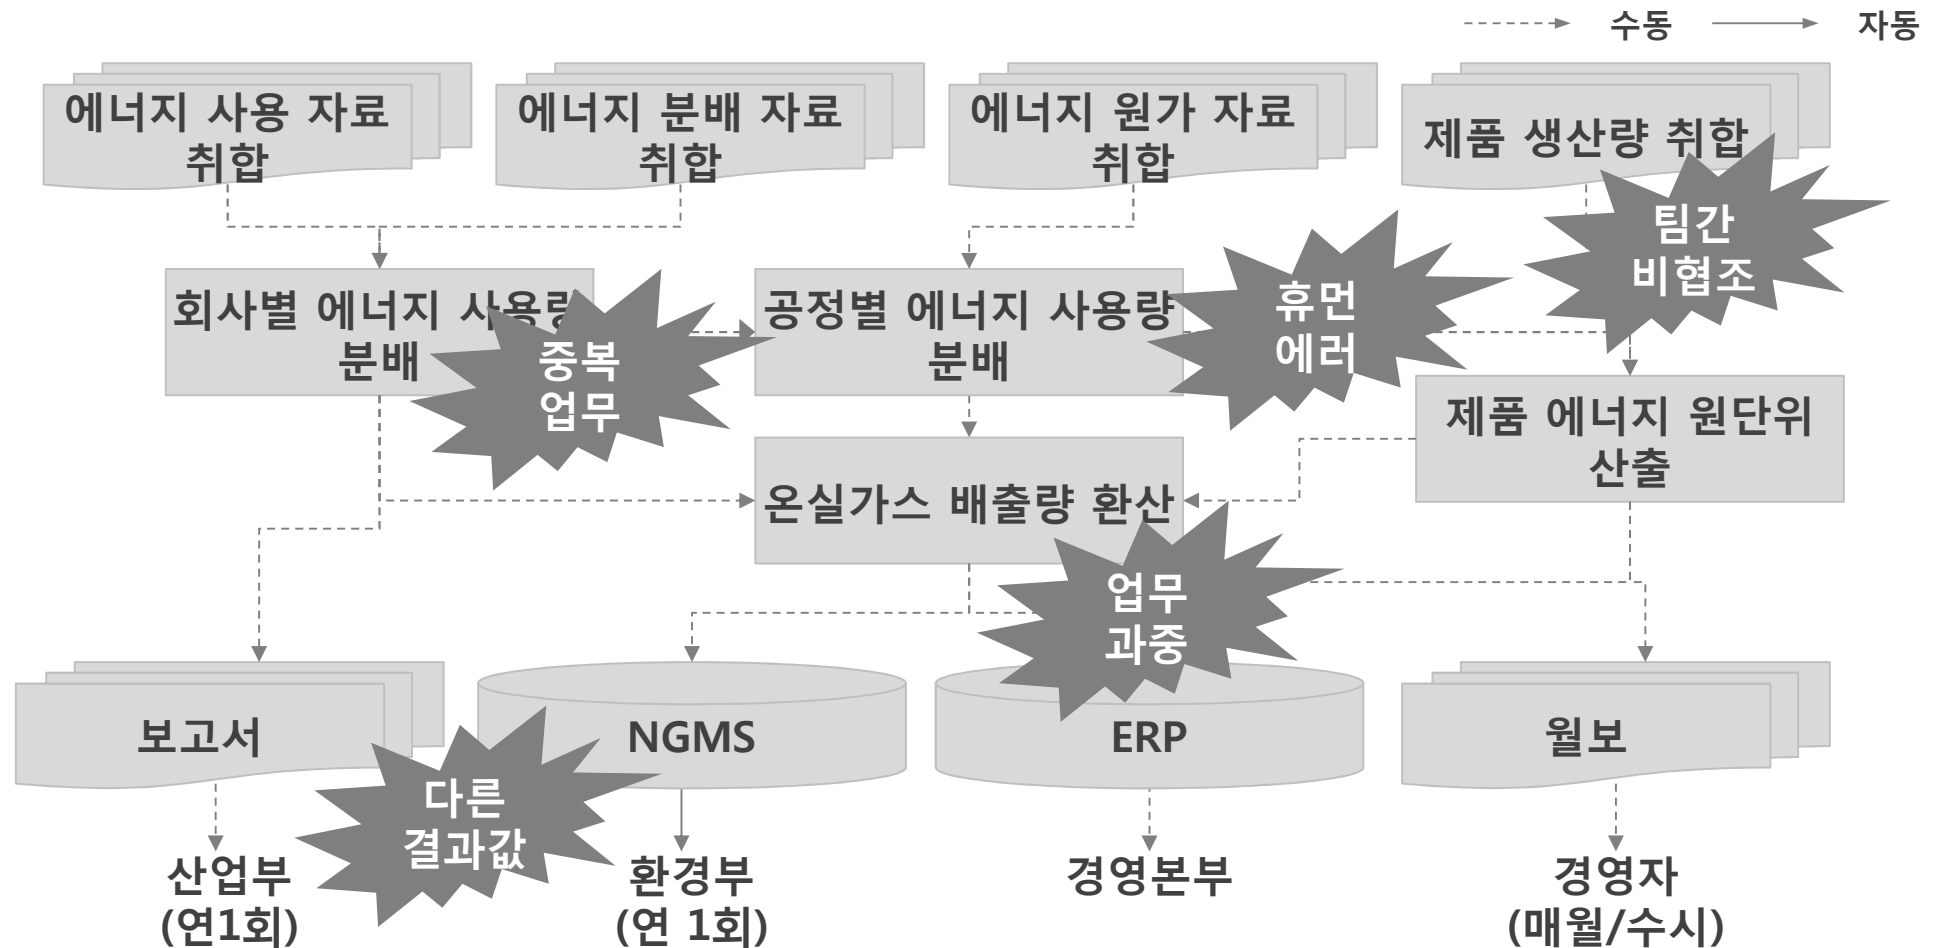 수동
자동
에너지 사용 자료
취합
에너지 분배 자료
취합
에너지 원가 자료
취합
제품 생산량 취합
팀간
비협조
회사별 에너지 사용량
분배
중복
업무
공정별 에너지 사용량
분배
휴먼
에러
제품 에너지 원단위
산출
온실가스 배출량 환산
업무
과중
보고서
NGMS
ERP
월보
다른
결과값
산업부
(연1회)
환경부
(연 1회)
경영본부
경영자
(매월/수시)